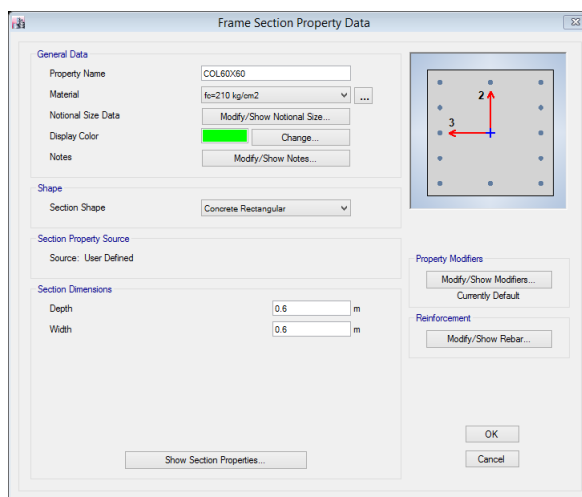 Frame Section Property Data
General Data
Property Name COL60X60
Material fc=210 kg/cm2 ...
Notional Size Data Modify/Show Notional Size...
Display Color Change...
Notes Modify/Show Notes...
2
3
Shape
Section Shape Concrete Rectangular
Section Property Source
Source: User Defined
Property Modifiers
Modify/Show Modifiers...
Currently Default
Section Dimensions
Depth 0.6 m
Width 0.6 m
Reinforcement
Modify/Show Rebar...
Show Section Properties...
OK
Cancel